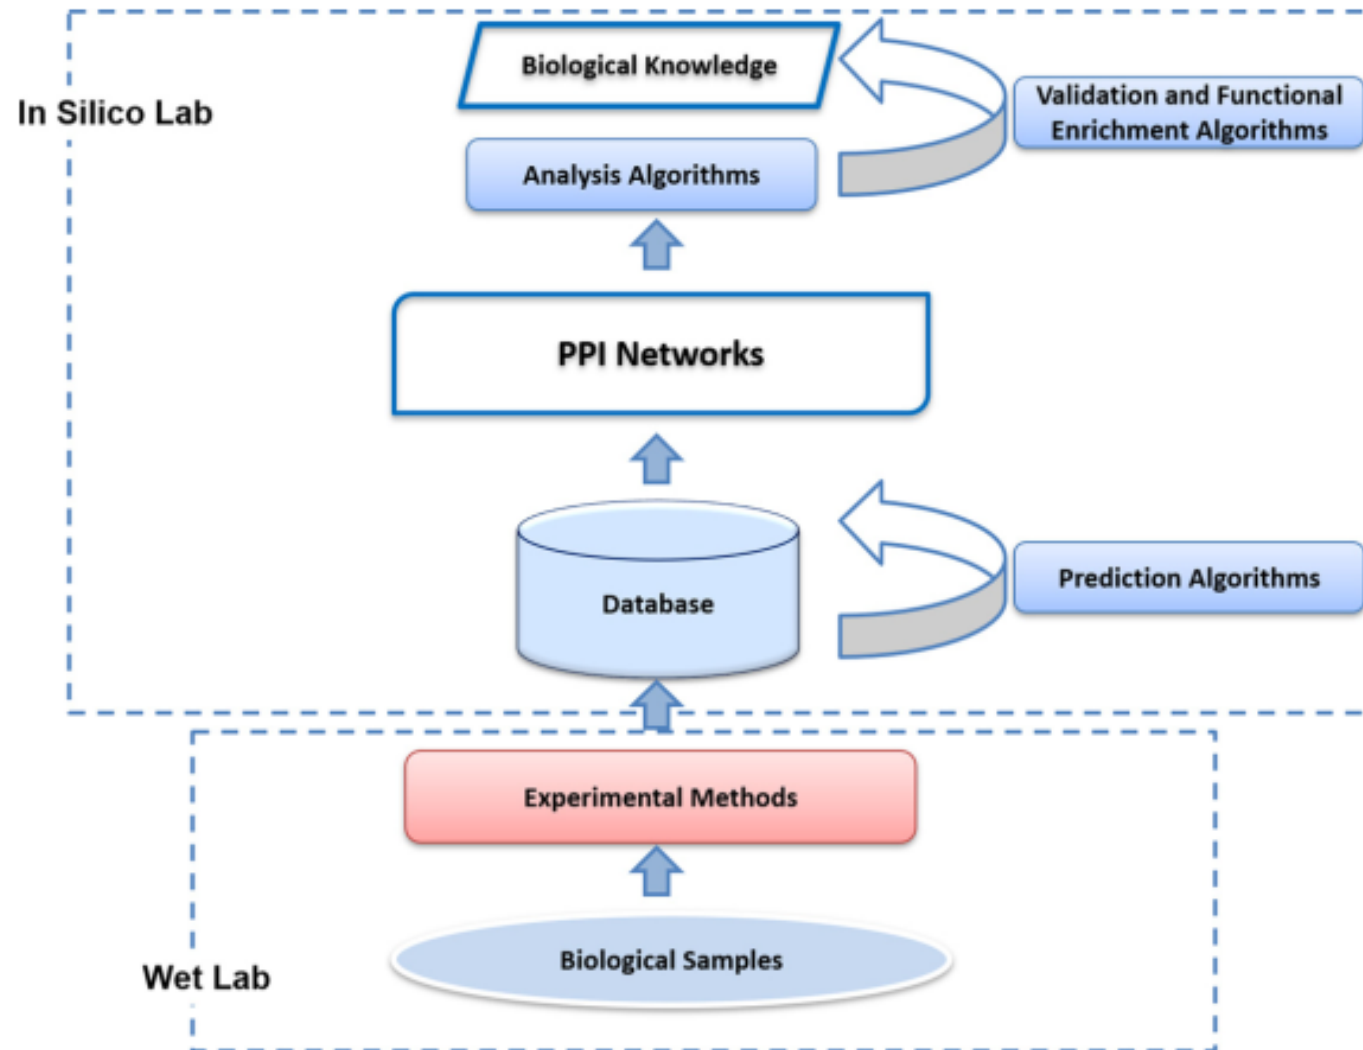 Biological Knowledge
In Silico Lab
Validation and Functional
Enrichment Algorithms
Analysis Algorithms
PPI Networks
Prediction Algorithms
Database
Experimental Methods
Biological Samples
Wet Lab